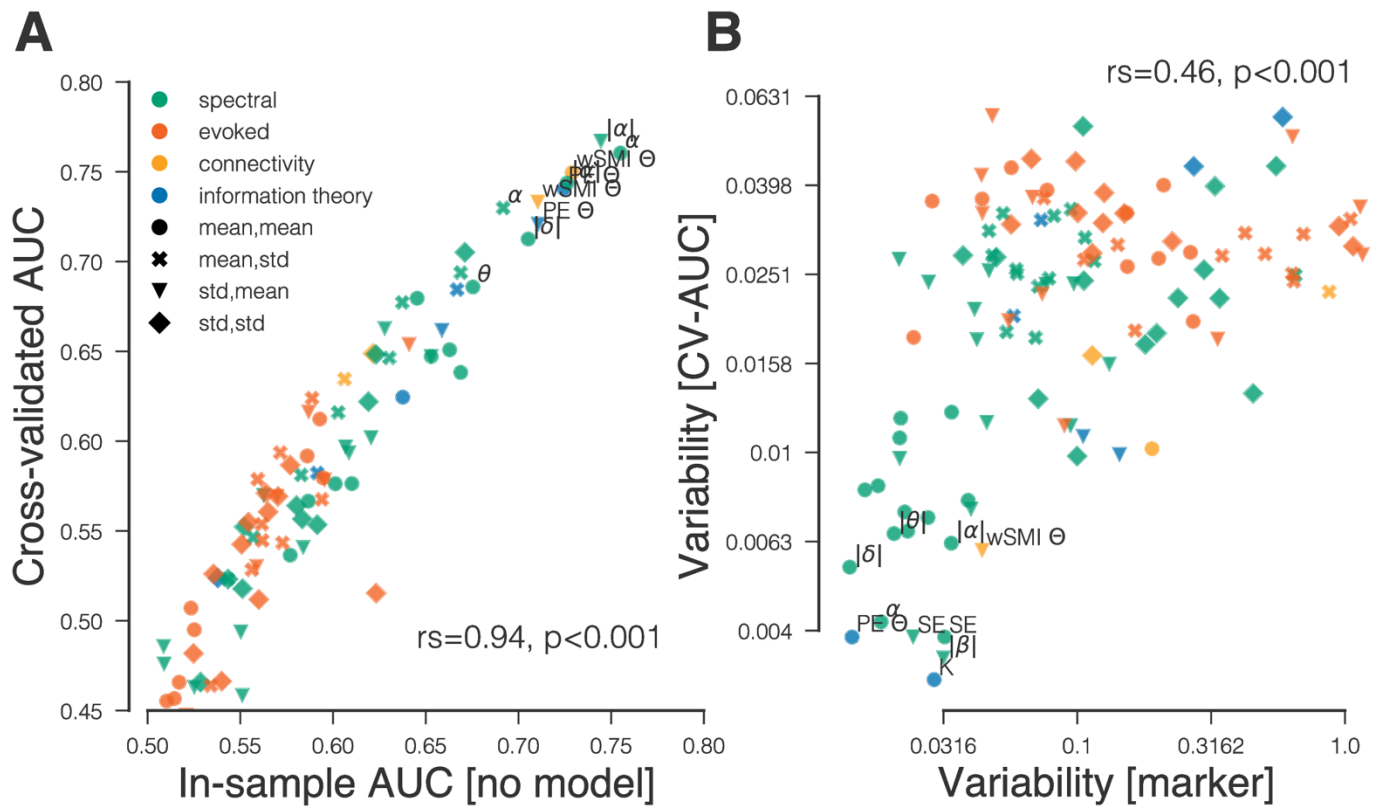 A
0.80
0.75
0.70
0.65
0.60
0.55
0.50
0.45
Cross-validated AUC
spectral
evoked
connectivity
information theory
mean,mean
mean,std
std,mean
std,std
|α|
α
wSMI Θ
PE Θ
α
wSMI Θ
PE Θ
|δ|
θ
rs=0.94, p<0.001
0.50 0.55 0.60 0.65 0.70 0.75 0.80
In-sample AUC [no model]
B
rs=0.46, p<0.001
0.0631
0.0398
0.0251
0.0158
0.01
0.0063
0.004
Variability [CV-AUC]
|θ|
|α|
wSMI Θ
|δ|
α
PE Θ
SE
SE
|β|
K
0.0316 0.1 0.3162 1.0
Variability [marker]